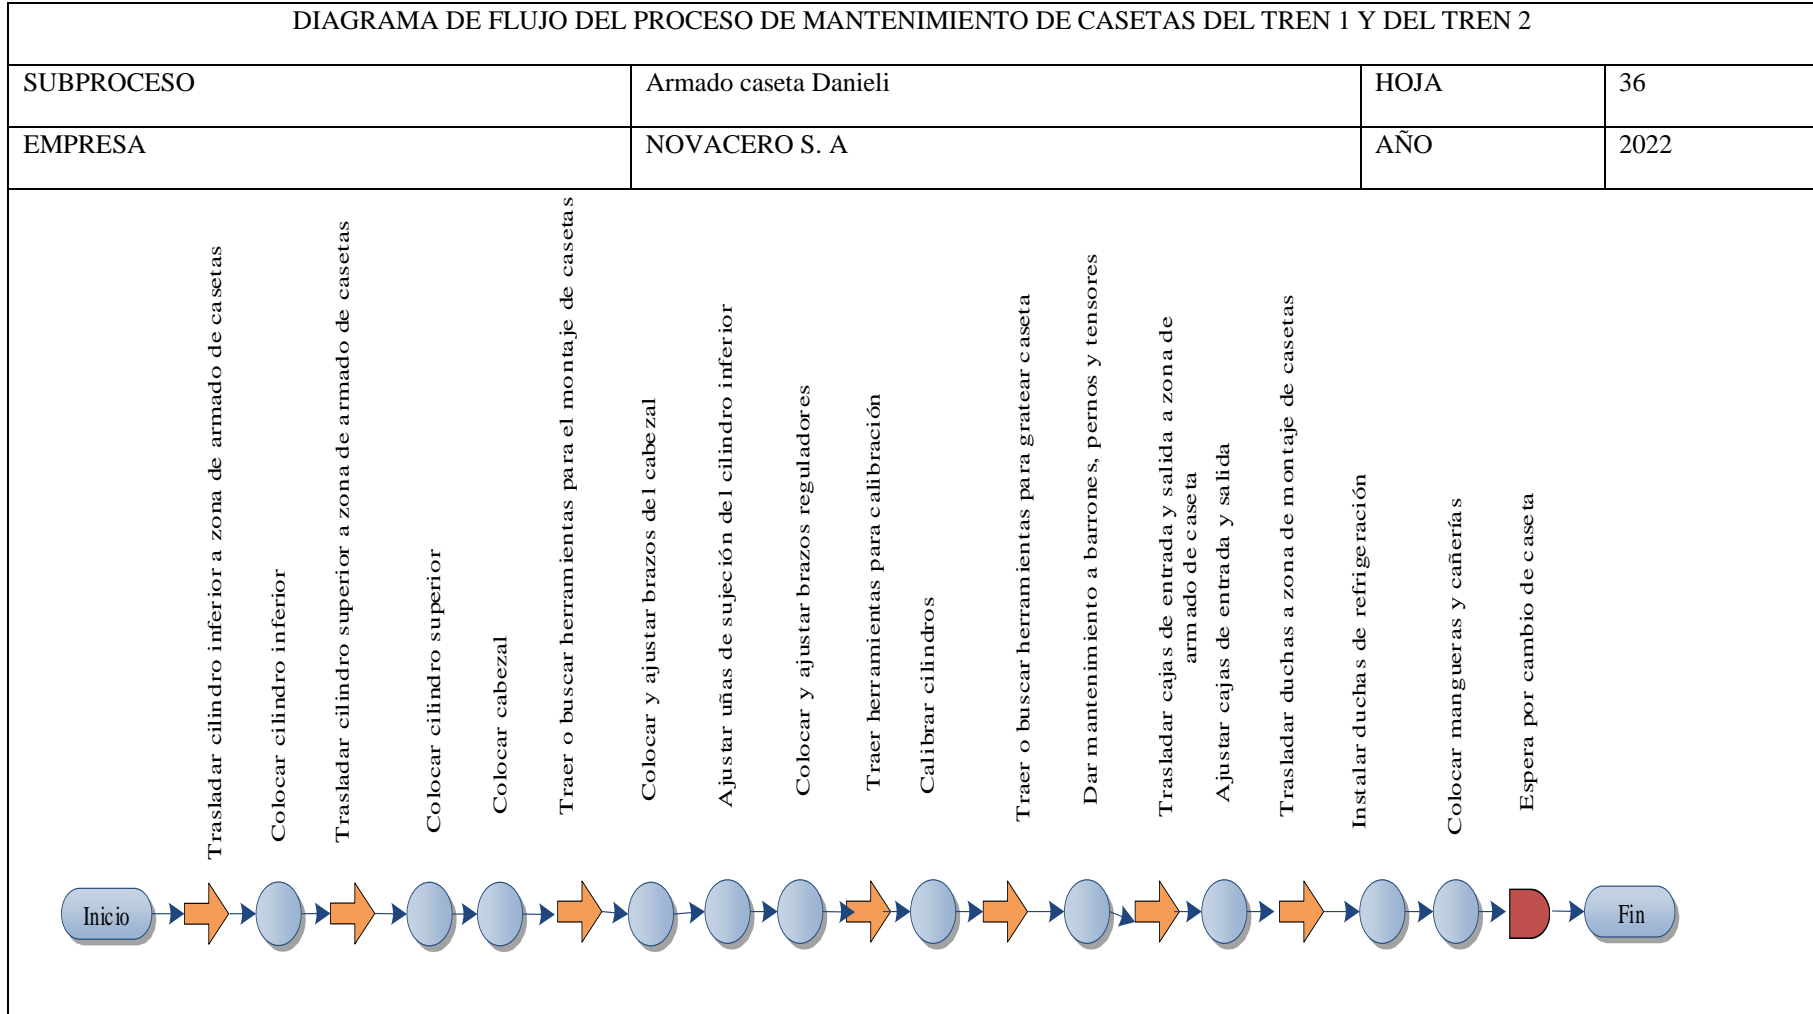 DIAGRAMA DE FLUJO DEL PROCESO DE MANTENIMIENTO DE CASETAS DEL TREN 1 Y DEL TREN 2
SUBPROCESO
Armado caseta Danieli
HOJA
36
EMPRESA
NOVACERO S. A
AÑO
2022
Trasladar cilindro inferior a zona de armado de casetas
Colocar cilindro inferior
Trasladar cilindro superior a zona de armado de casetas
Colocar cilindro superior
Colocar cabezal
Traer o buscar herramientas para el montaje de casetas
Colocar y ajustar brazos del cabezal
Ajustar uñas de sujeción del cilindro inferior
Colocar y ajustar brazos reguladores
Traer herramientas para calibración
Calibrar cilindros
Traer o buscar herramientas para gratear caseta
Dar mantenimiento a barrones, pernos y tensores
Trasladar cajas de entrada y salida a zona de
armado de caseta
Ajustar cajas de entrada y salida
Trasladar duchas a zona de montaje de casetas
Instalar duchas de refrigeración
Colocar mangueras y cañerías
Espera por cambio de caseta
Inicio
Fin